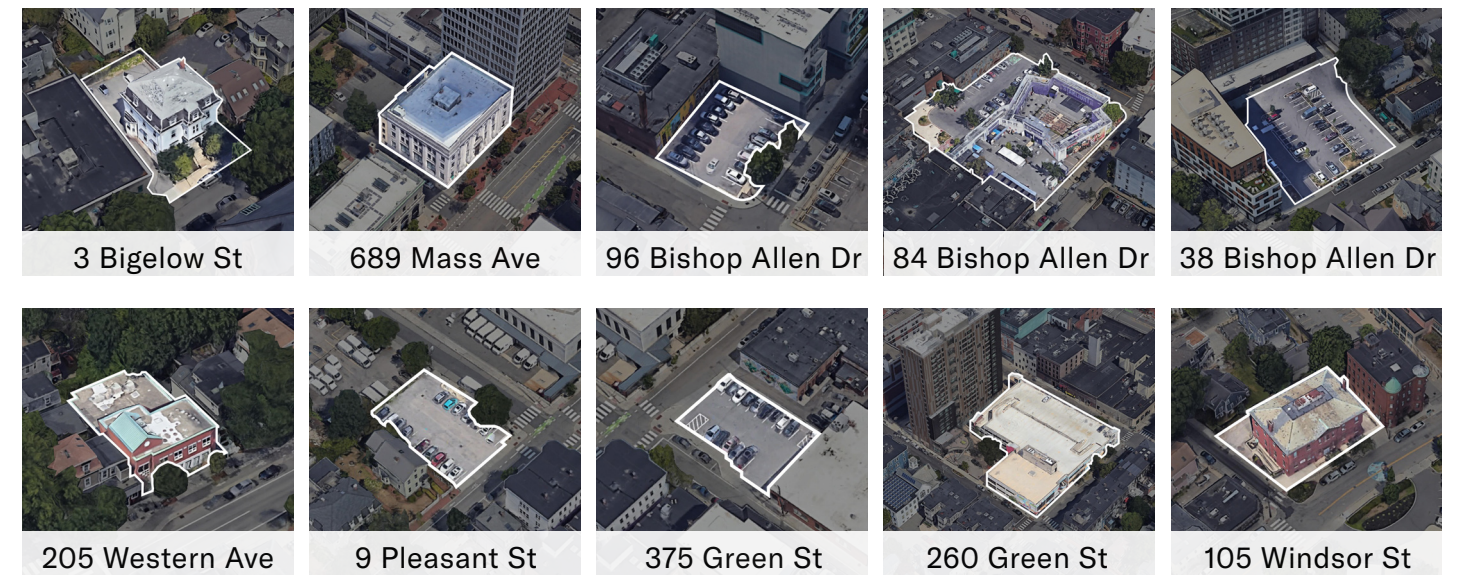 3 Bigelow St
689 Mass Ave
96 Bishop Allen Dr
84 Bishop Allen Dr
38 Bishop Allen Dr
205 Western Ave
9 Pleasant St
375 Green St
260 Green St
105 Windsor St